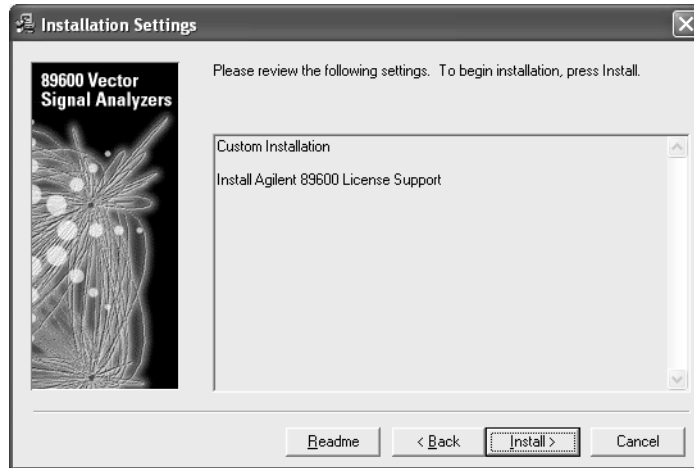 Installation Settings
89600 Vector
Signal Analyzers
Please review the following settings. To begin installation, press Install.
Custom Installation
Install Agilent 89600 License Support
Readme
< Back
Install >
Cancel